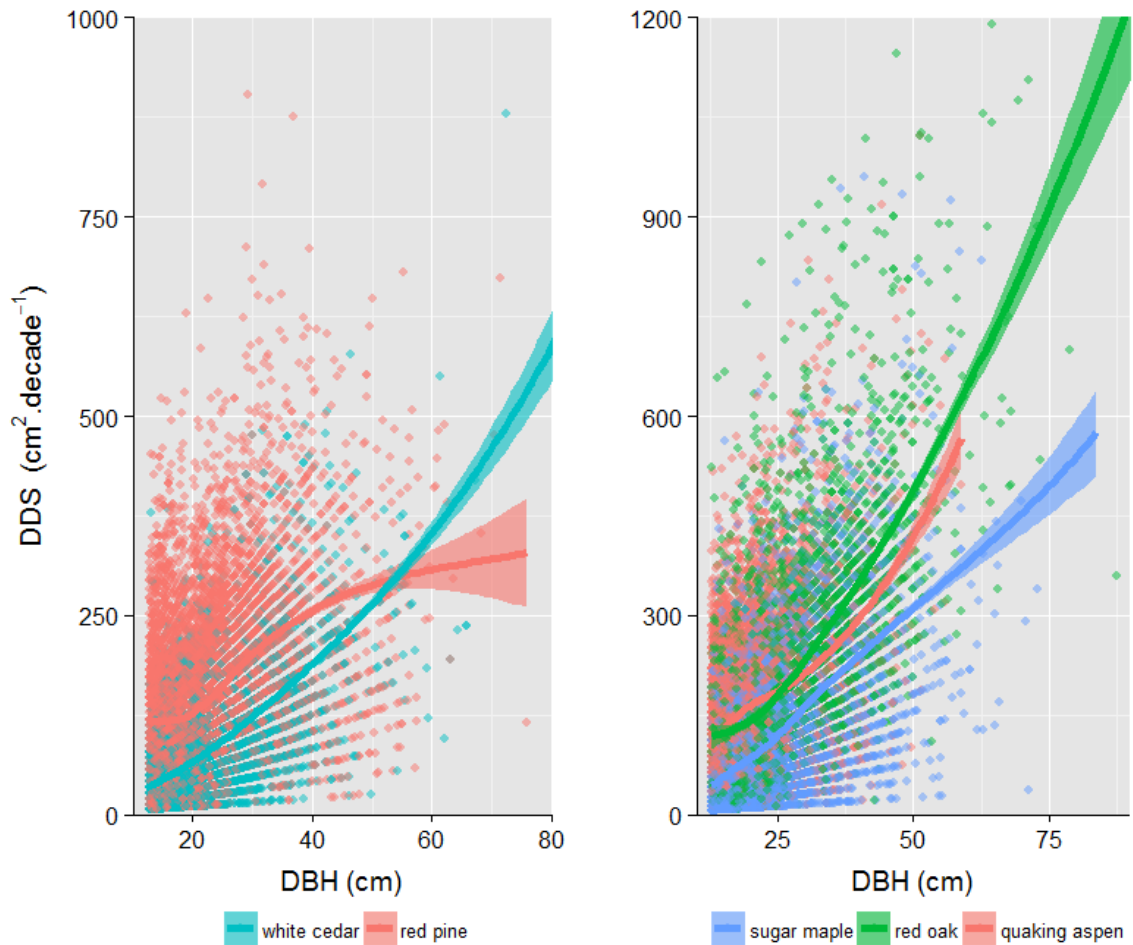 1000
750
500
250
0
20
40
60
80
DBH (cm)
DDS (cm².decade⁻¹)
white cedar
red pine
1200
900
600
300
0
25
50
75
DBH (cm)
sugar maple
red oak
quaking aspen